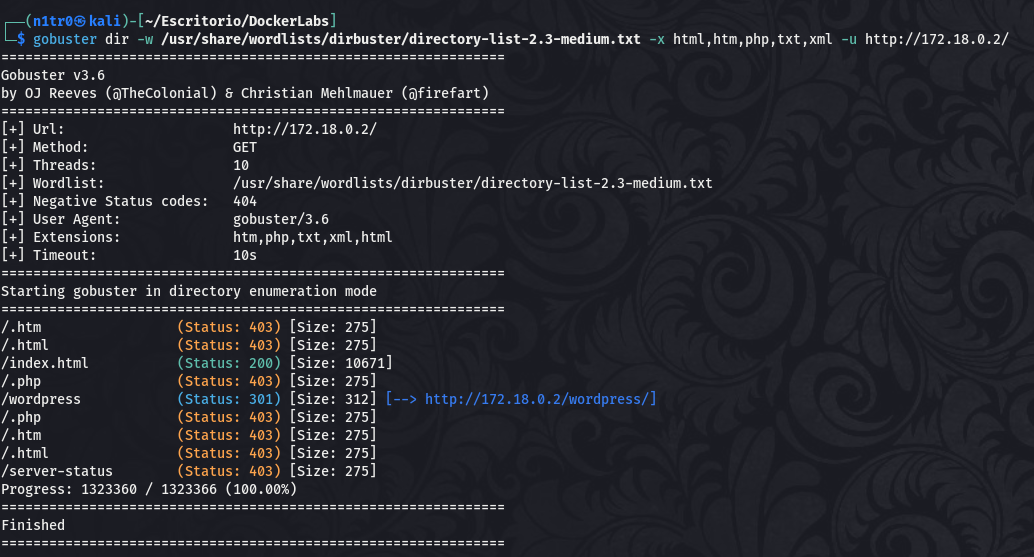 ┌──(n1tr0㉿kali)-[~/Escritorio/DockerLabs]
└─$ gobuster dir -w /usr/share/wordlists/dirbuster/directory-list-2.3-medium.txt -x html,htm,php,txt,xml -u http://172.18.0.2/
===============================================================
Gobuster v3.6
by OJ Reeves (@TheColonial) & Christian Mehlmauer (@firefart)
===============================================================
[+] Url:                     http://172.18.0.2/
[+] Method:                  GET
[+] Threads:                 10
[+] Wordlist:                /usr/share/wordlists/dirbuster/directory-list-2.3-medium.txt
[+] Negative Status codes:   404
[+] User Agent:              gobuster/3.6
[+] Extensions:              htm,php,txt,xml,html
[+] Timeout:                 10s
===============================================================
Starting gobuster in directory enumeration mode
===============================================================
/.htm                 (Status: 403) [Size: 275]
/.html                (Status: 403) [Size: 275]
/index.html           (Status: 200) [Size: 10671]
/.php                 (Status: 403) [Size: 275]
/wordpress            (Status: 301) [Size: 312] [--> http://172.18.0.2/wordpress/]
/.php                 (Status: 403) [Size: 275]
/.htm                 (Status: 403) [Size: 275]
/.html                (Status: 403) [Size: 275]
/server-status        (Status: 403) [Size: 275]
Progress: 1323360 / 1323366 (100.00%)
===============================================================
Finished
===============================================================